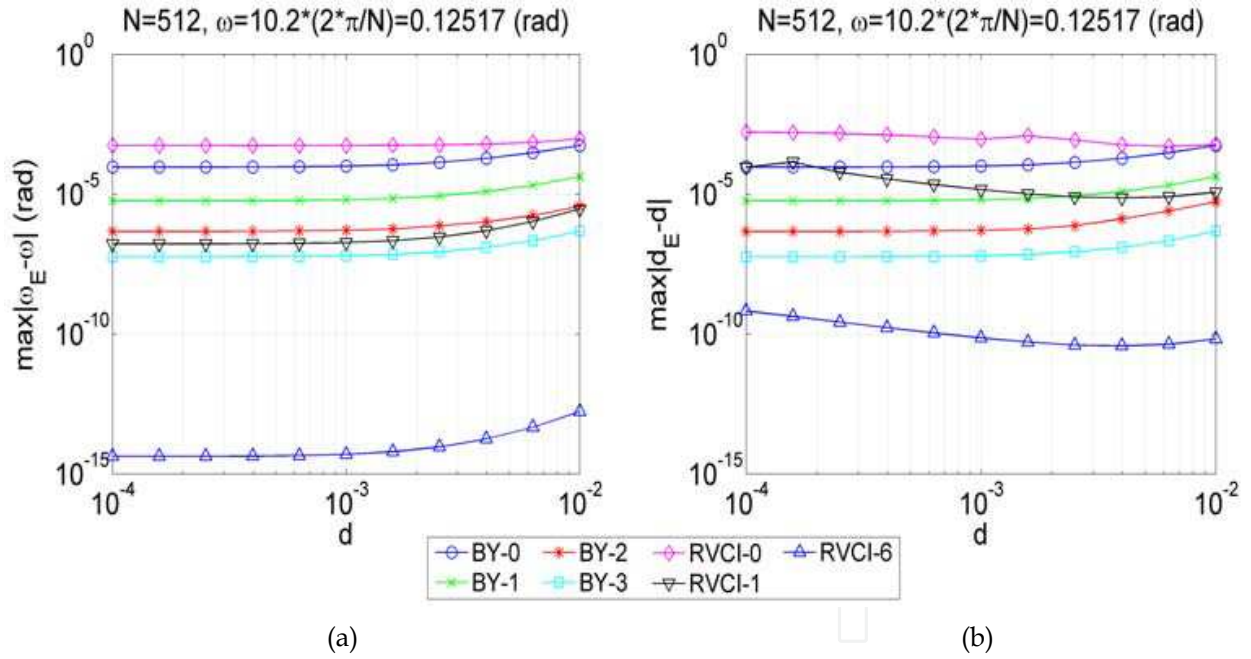 N=512, ω=10.2*(2*π/N)=0.12517 (rad)
10^0
10^-5
10^-10
10^-15
max|ω_E-ω| (rad)
10^-4
10^-3
10^-2
d
N=512, ω=10.2*(2*π/N)=0.12517 (rad)
10^0
10^-5
10^-10
10^-15
max|d_E-d|
10^-4
10^-3
10^-2
d
BY-0 BY-2 RVCI-0 RVCI-6
BY-1 BY-3 RVCI-1
(a) (b)